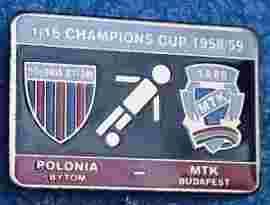 1/16 CHAMPIONS CUP 1958/59
POLONIA BYTOM
1888
MTK
POLONIA - MTK
BYTOM BUDAPEST